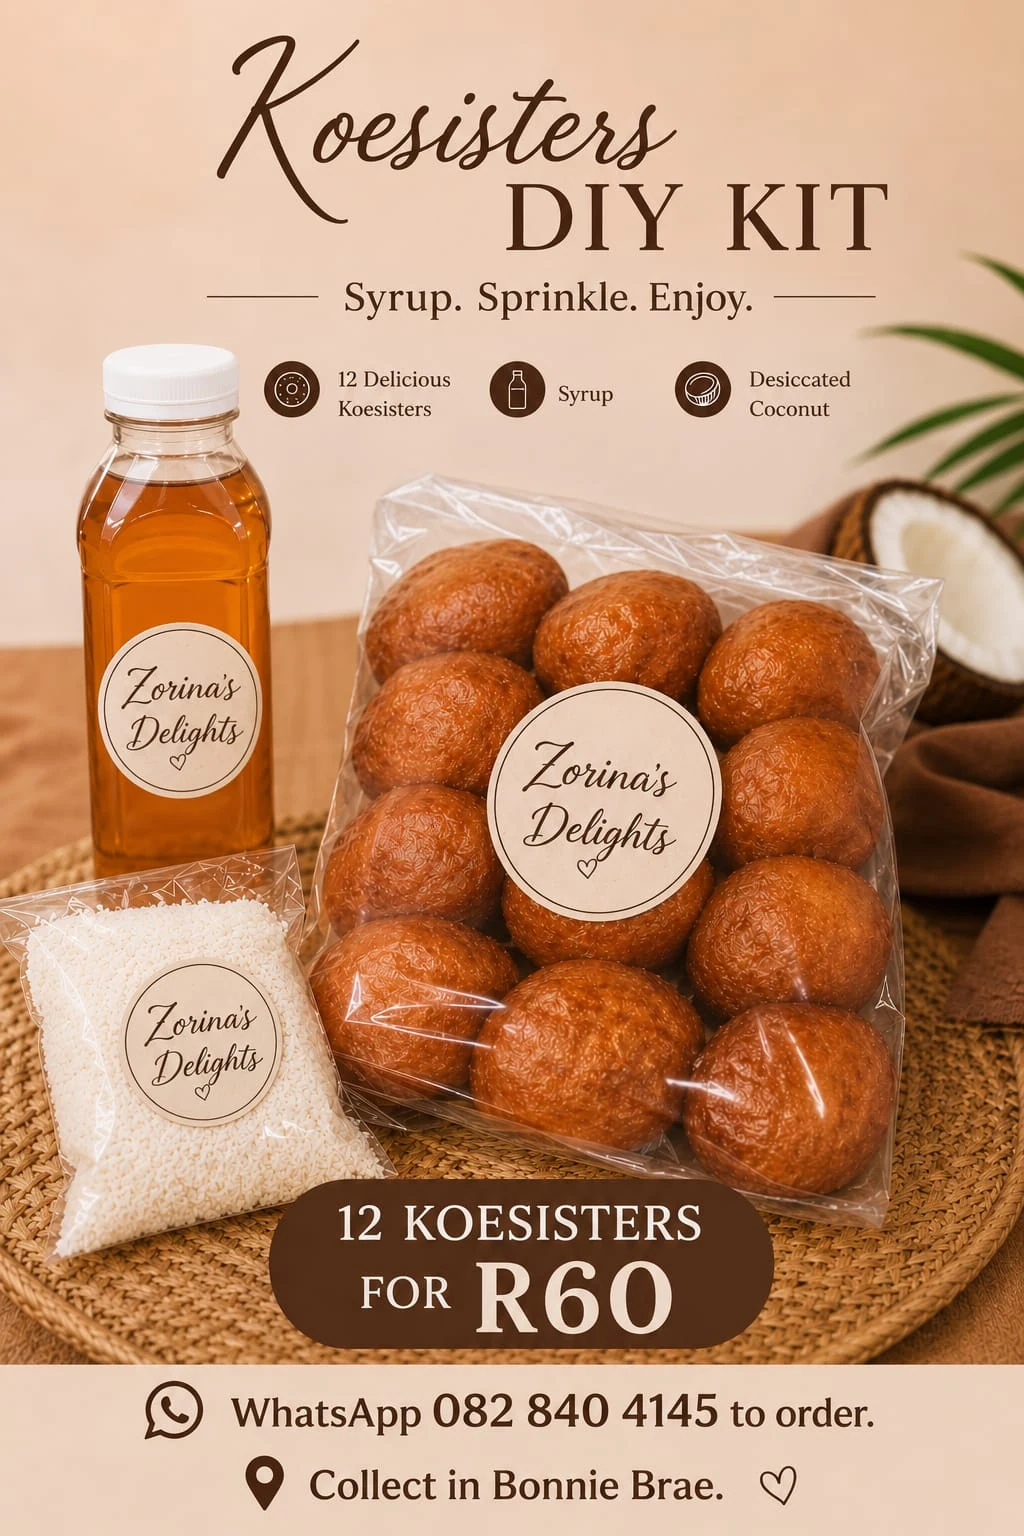 Koesisters
DIY KIT
Syrup. Sprinkle. Enjoy.
12 Delicious
Koesisters
Syrup
Desiccated
Coconut
Zorina's
Delights
Zorina's
Delights
Zorina's
Delights
12 KOESISTERS
FOR R60
WhatsApp 082 840 4145 to order.
Collect in Bonnie Brae.